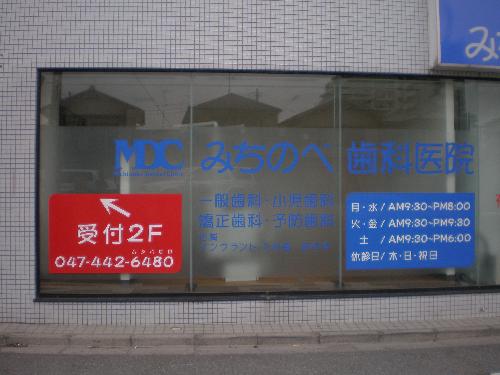 み
MDC みちのべ 歯科医院
Michinobe Dental Clinic
一般歯科・小児歯科
矯正歯科・予防歯科
受付2F
047-442-6480
月・水/AM9:30~PM8:00
火・金/AM9:30~PM9:30
土/AM9:30~PM6:00
休診日/木・日・祝日